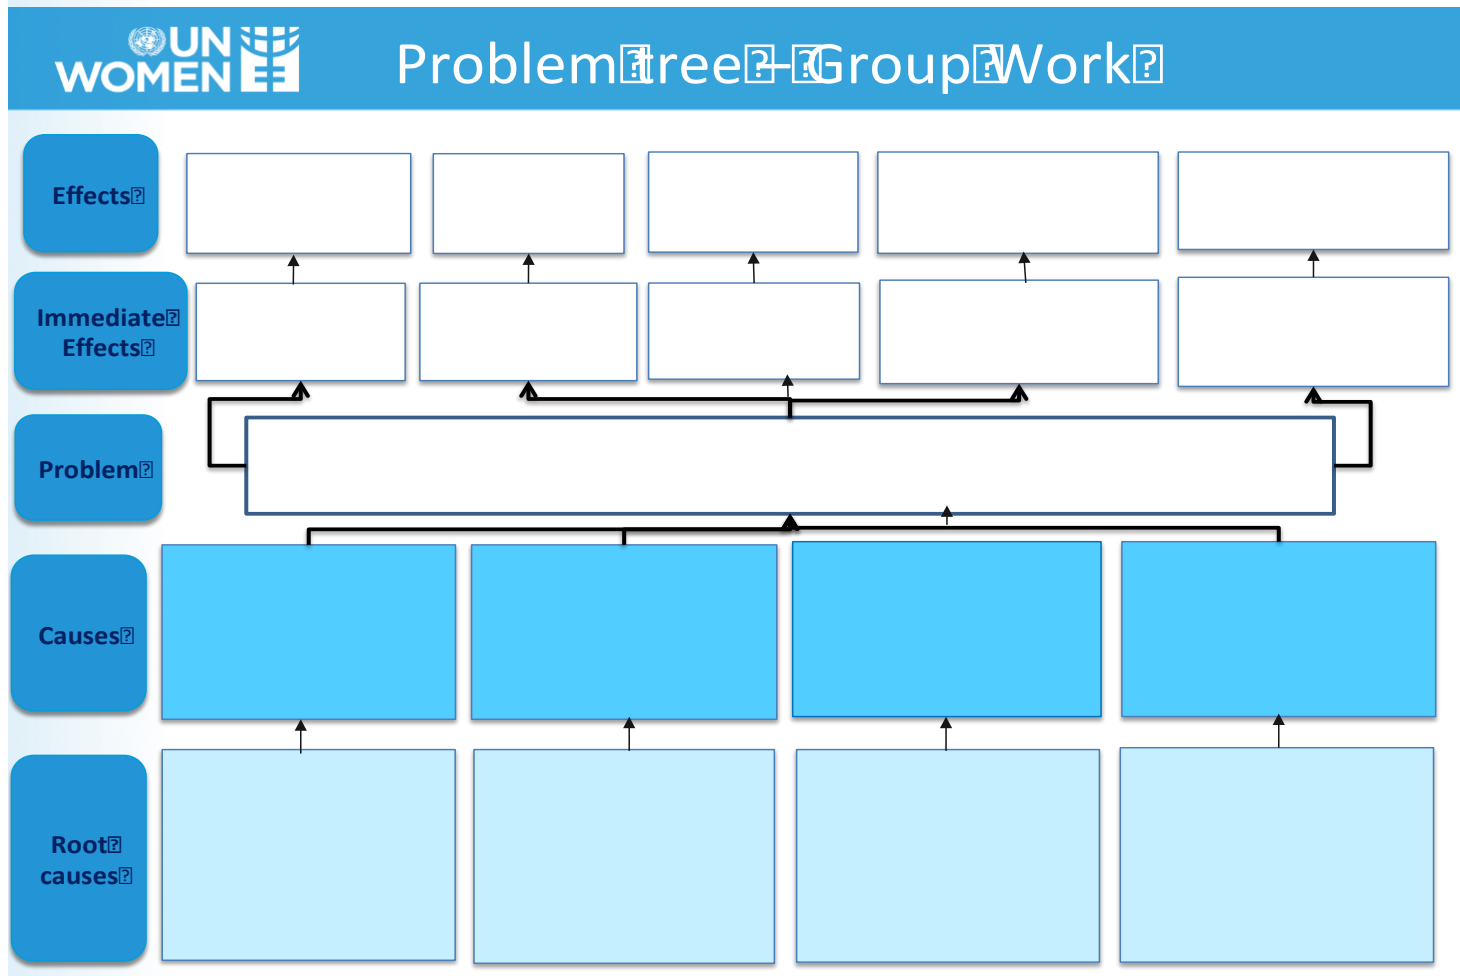 UN
WOMEN
Problem tree – Group Work
Effects
Immediate
Effects
Problem
Causes
Root
causes